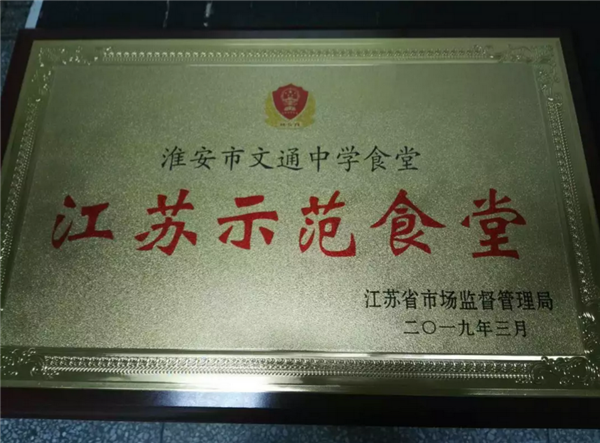 淮安市文通中学食堂
江苏示范食堂
江苏省市场监督管理局
二〇一九年三月